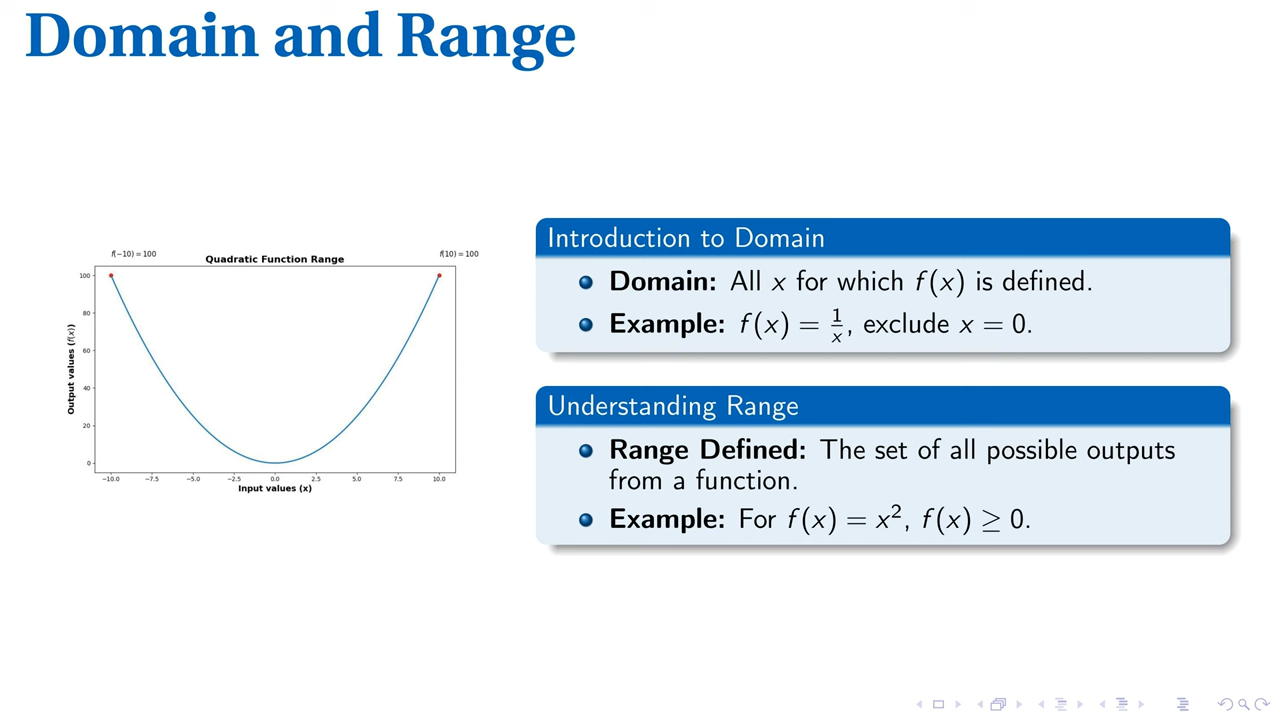 Domain and Range
f(−10) = 100
f(10) = 100
Quadratic Function Range
100
80
60
40
20
0
Output values (f(x))
−10.0 −7.5 −5.0 −2.5 0.0 2.5 5.0 7.5 10.0
Input values (x)
Introduction to Domain
Domain: All x for which f(x) is defined.
Example: f(x) = 1/x, exclude x = 0.
Understanding Range
Range Defined: The set of all possible outputs
from a function.
Example: For f(x) = x², f(x) ≥ 0.